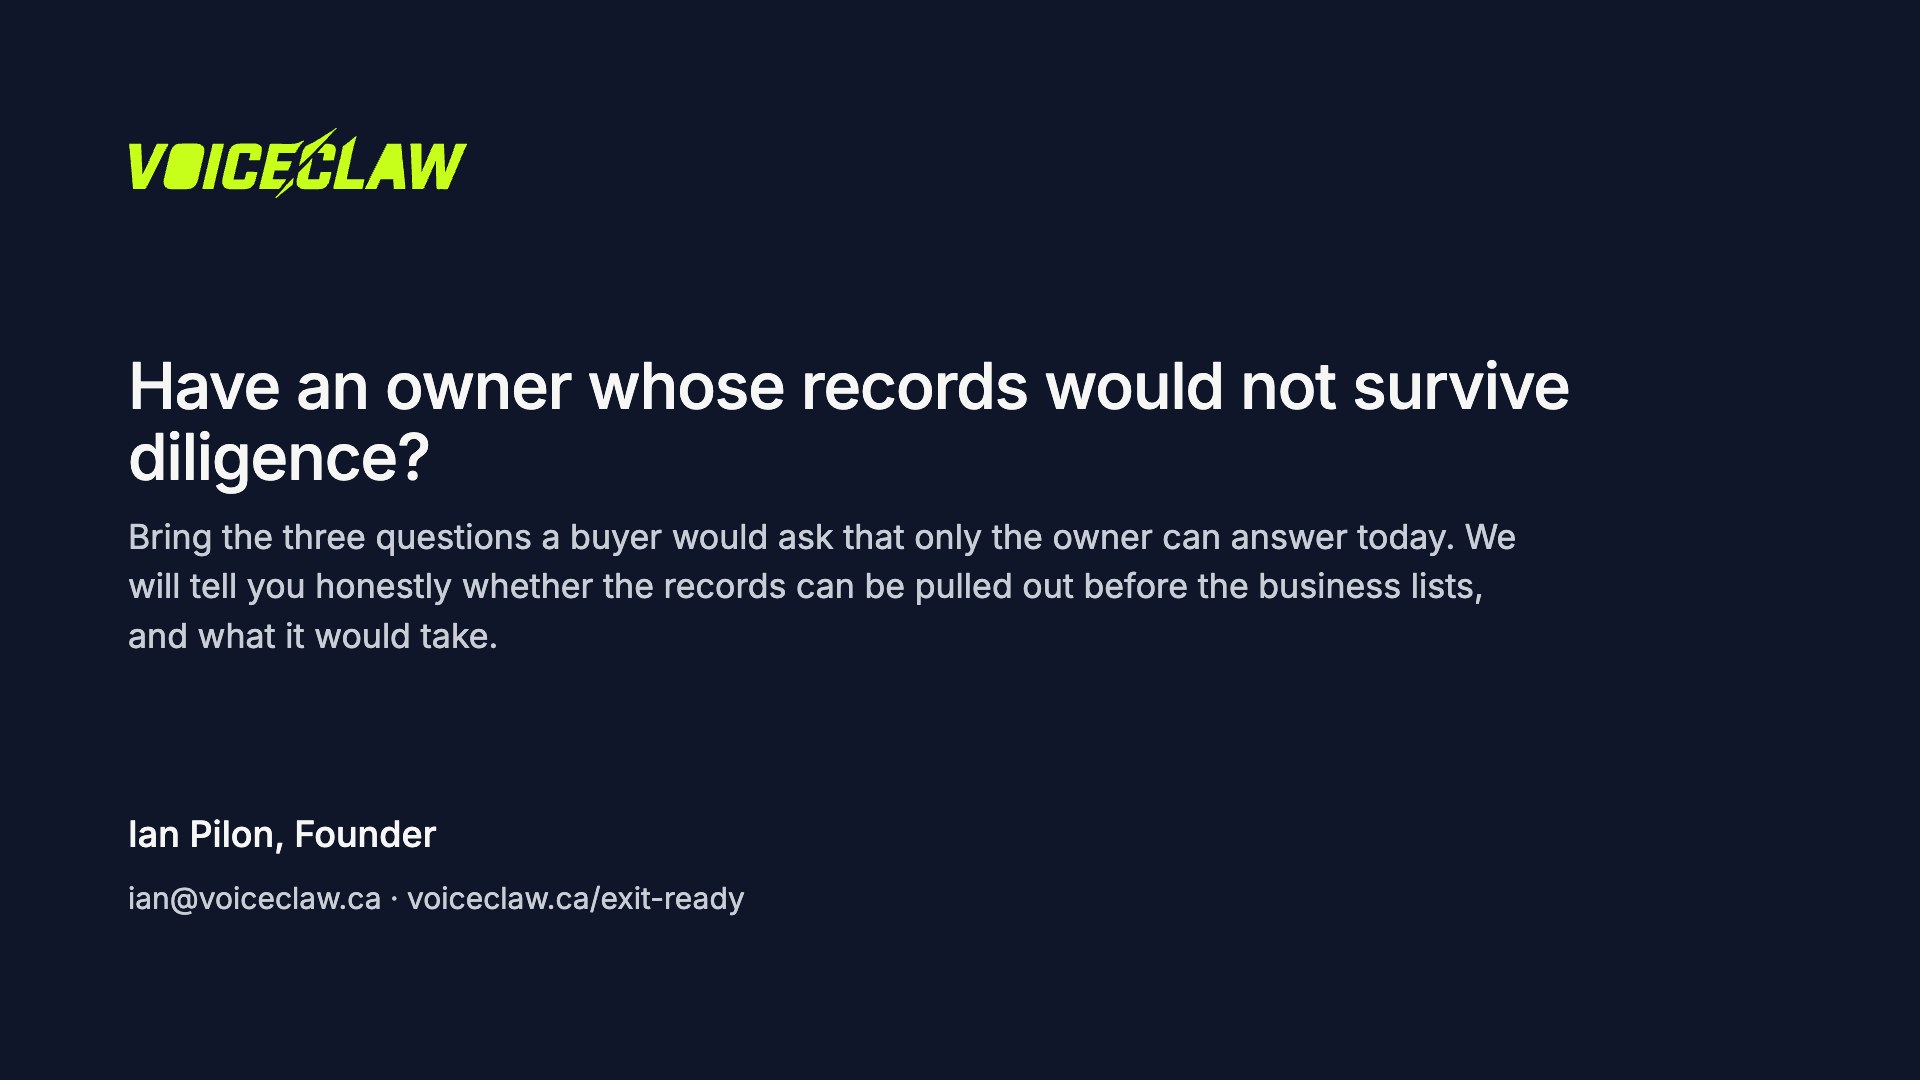 VOICECLAW
Have an owner whose records would not survive
diligence?
Bring the three questions a buyer would ask that only the owner can answer today. We
will tell you honestly whether the records can be pulled out before the business lists,
and what it would take.
Ian Pilon, Founder
ian@voiceclaw.ca · voiceclaw.ca/exit-ready